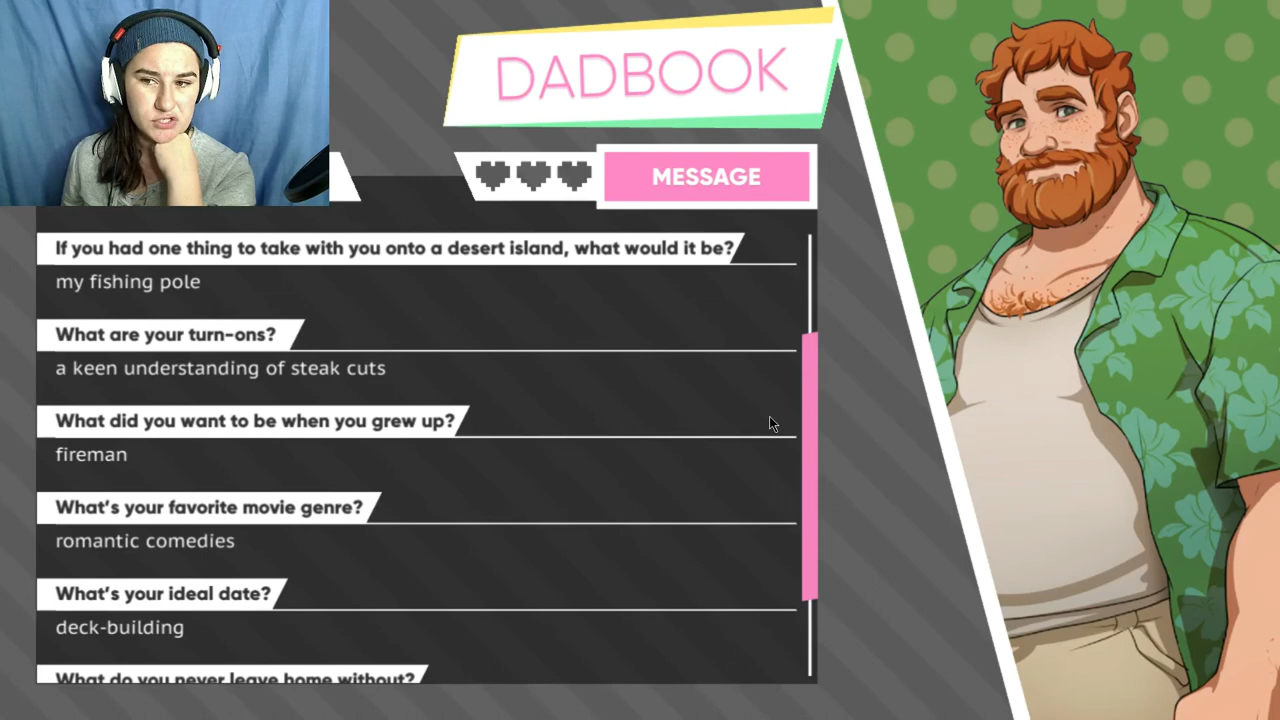 DADBOOK
MESSAGE
If you had one thing to take with you onto a desert island, what would it be?
my fishing pole
What are your turn-ons?
a keen understanding of steak cuts
What did you want to be when you grew up?
fireman
What's your favorite movie genre?
romantic comedies
What's your ideal date?
deck-building
What do you never leave home without?